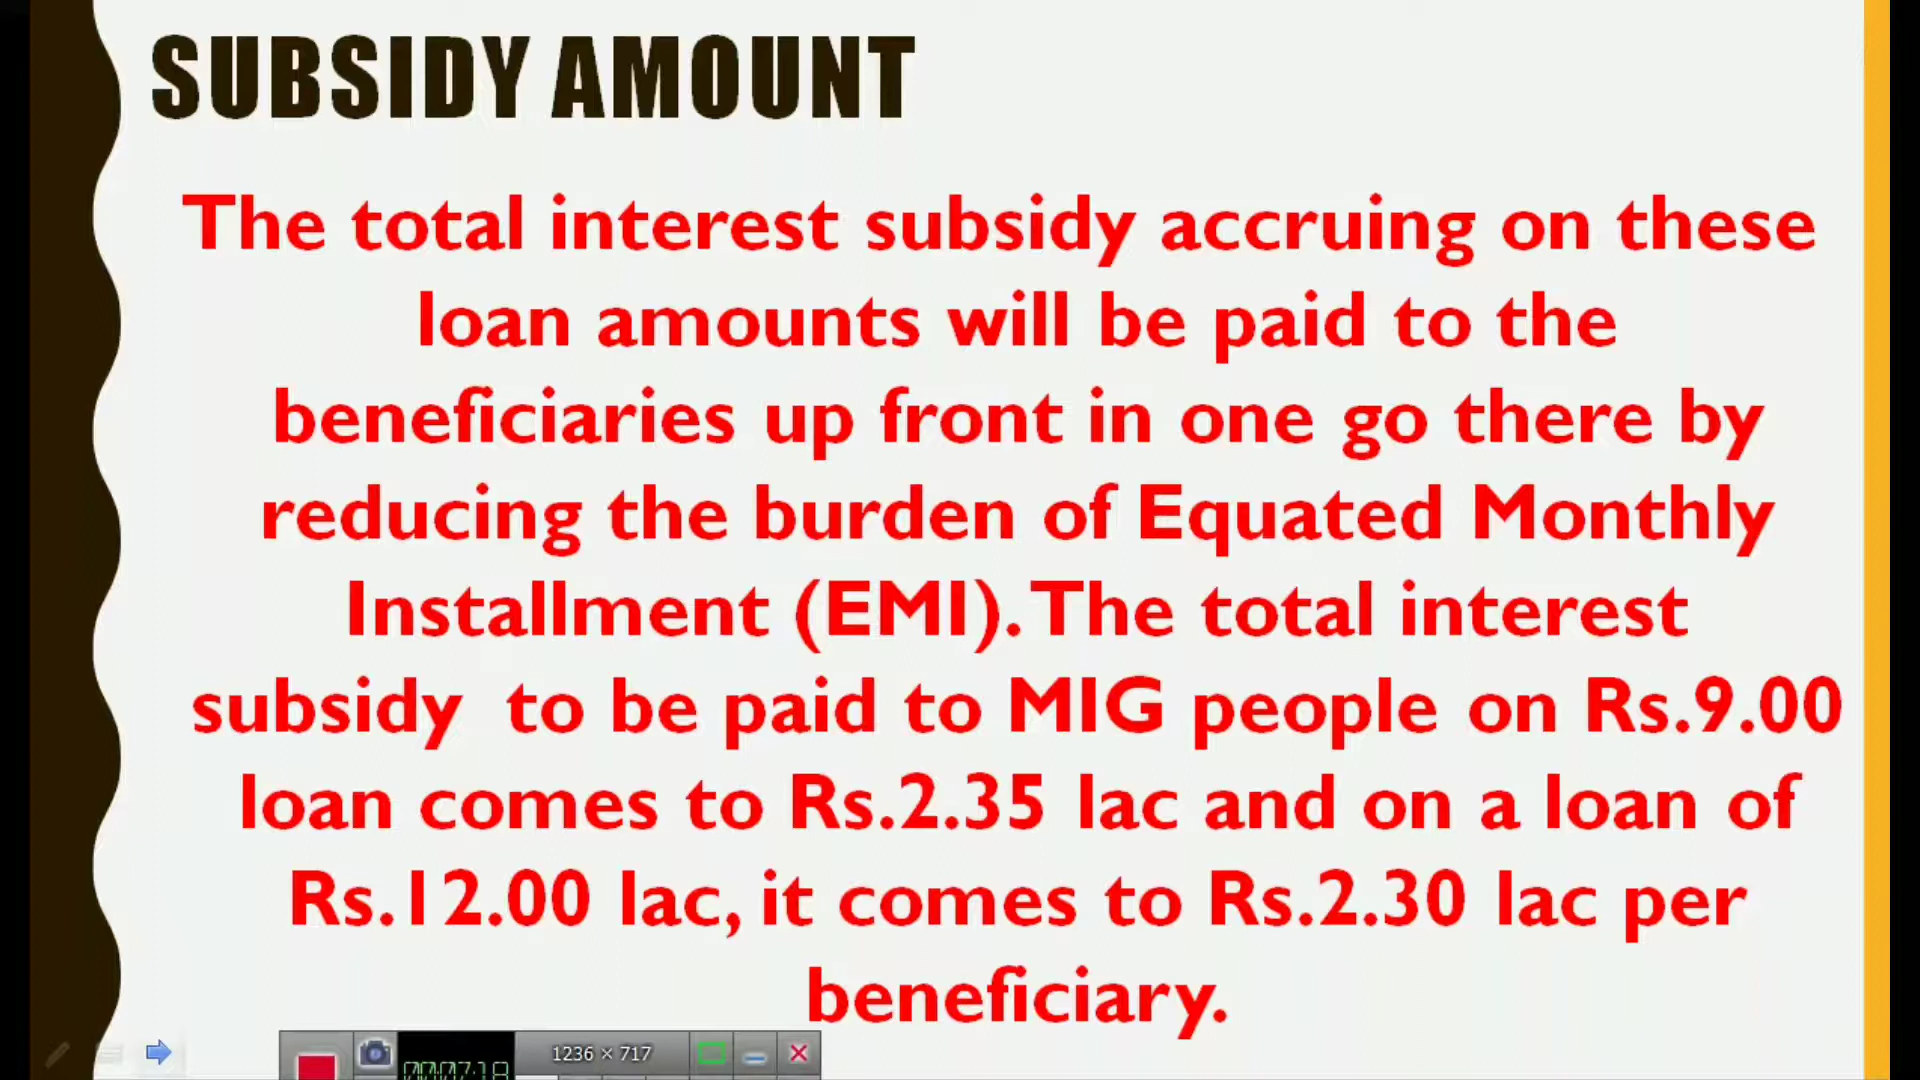 SUBSIDY AMOUNT
The total interest subsidy accruing on these
loan amounts will be paid to the
beneficiaries up front in one go there by
reducing the burden of Equated Monthly
Installment (EMI). The total interest
subsidy to be paid to MIG people on Rs.9.00
loan comes to Rs.2.35 lac and on a loan of
Rs.12.00 lac, it comes to Rs.2.30 lac per
beneficiary.
00:07:18
1236 × 717